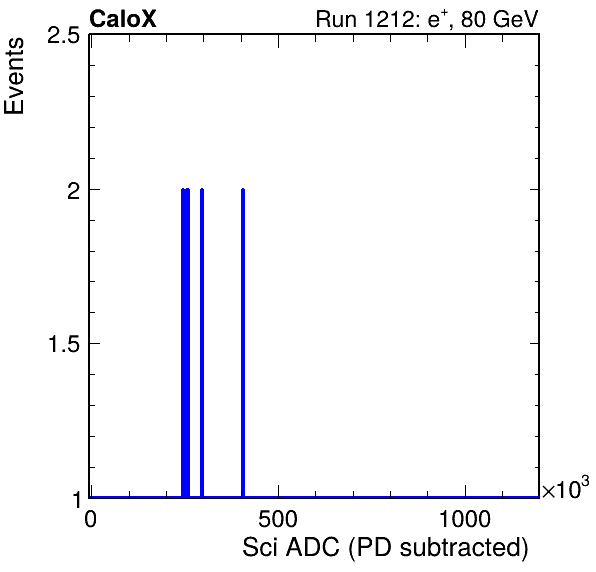 CaloX Run 1212: e⁺, 80 GeV
Events
2.5
2
1.5
1
0 500 1000 ×10³
Sci ADC (PD subtracted)